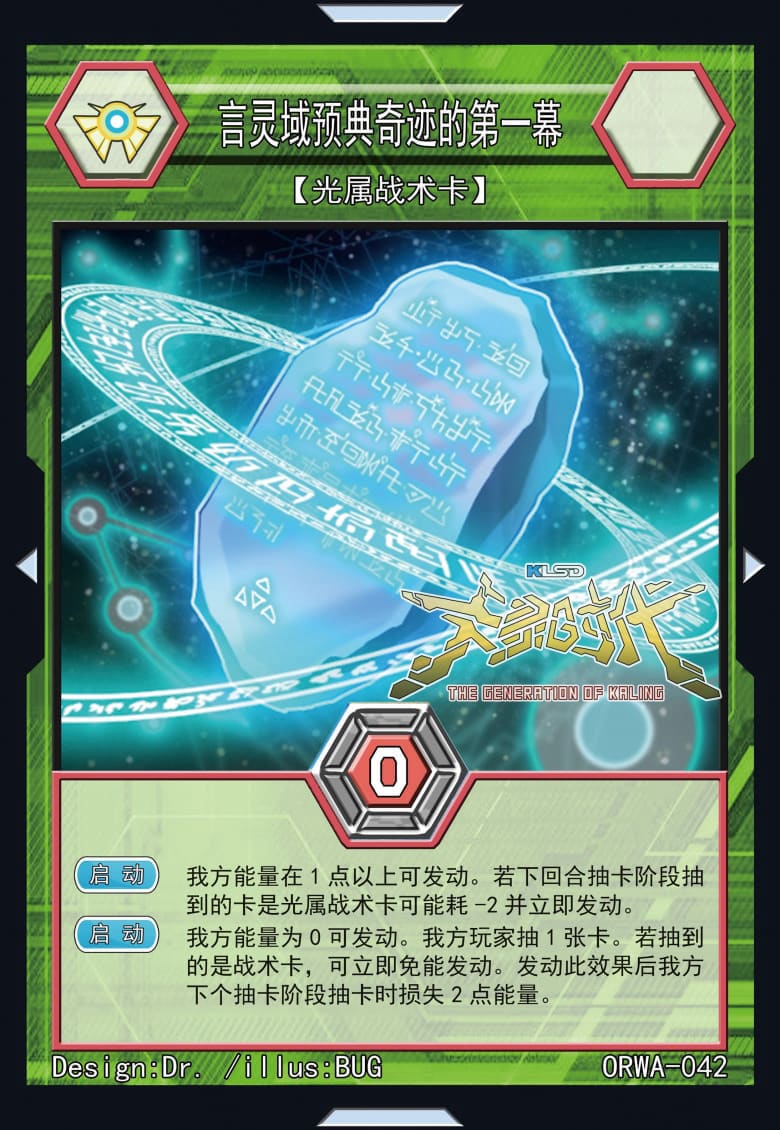 言灵域预典奇迹的第一幕
【光属战术卡】
KLSD
卡灵时代
THE GENERATION OF KALING
0
启动
我方能量在1点以上可发动。若下回合抽卡阶段抽
到的卡是光属战术卡可能耗-2并立即发动。
启动
我方能量为0可发动。我方玩家抽1张卡。若抽到
的是战术卡，可立即免能发动。发动此效果后我方
下个抽卡阶段抽卡时损失2点能量。
Design:Dr. /illus:BUG
ORWA-042